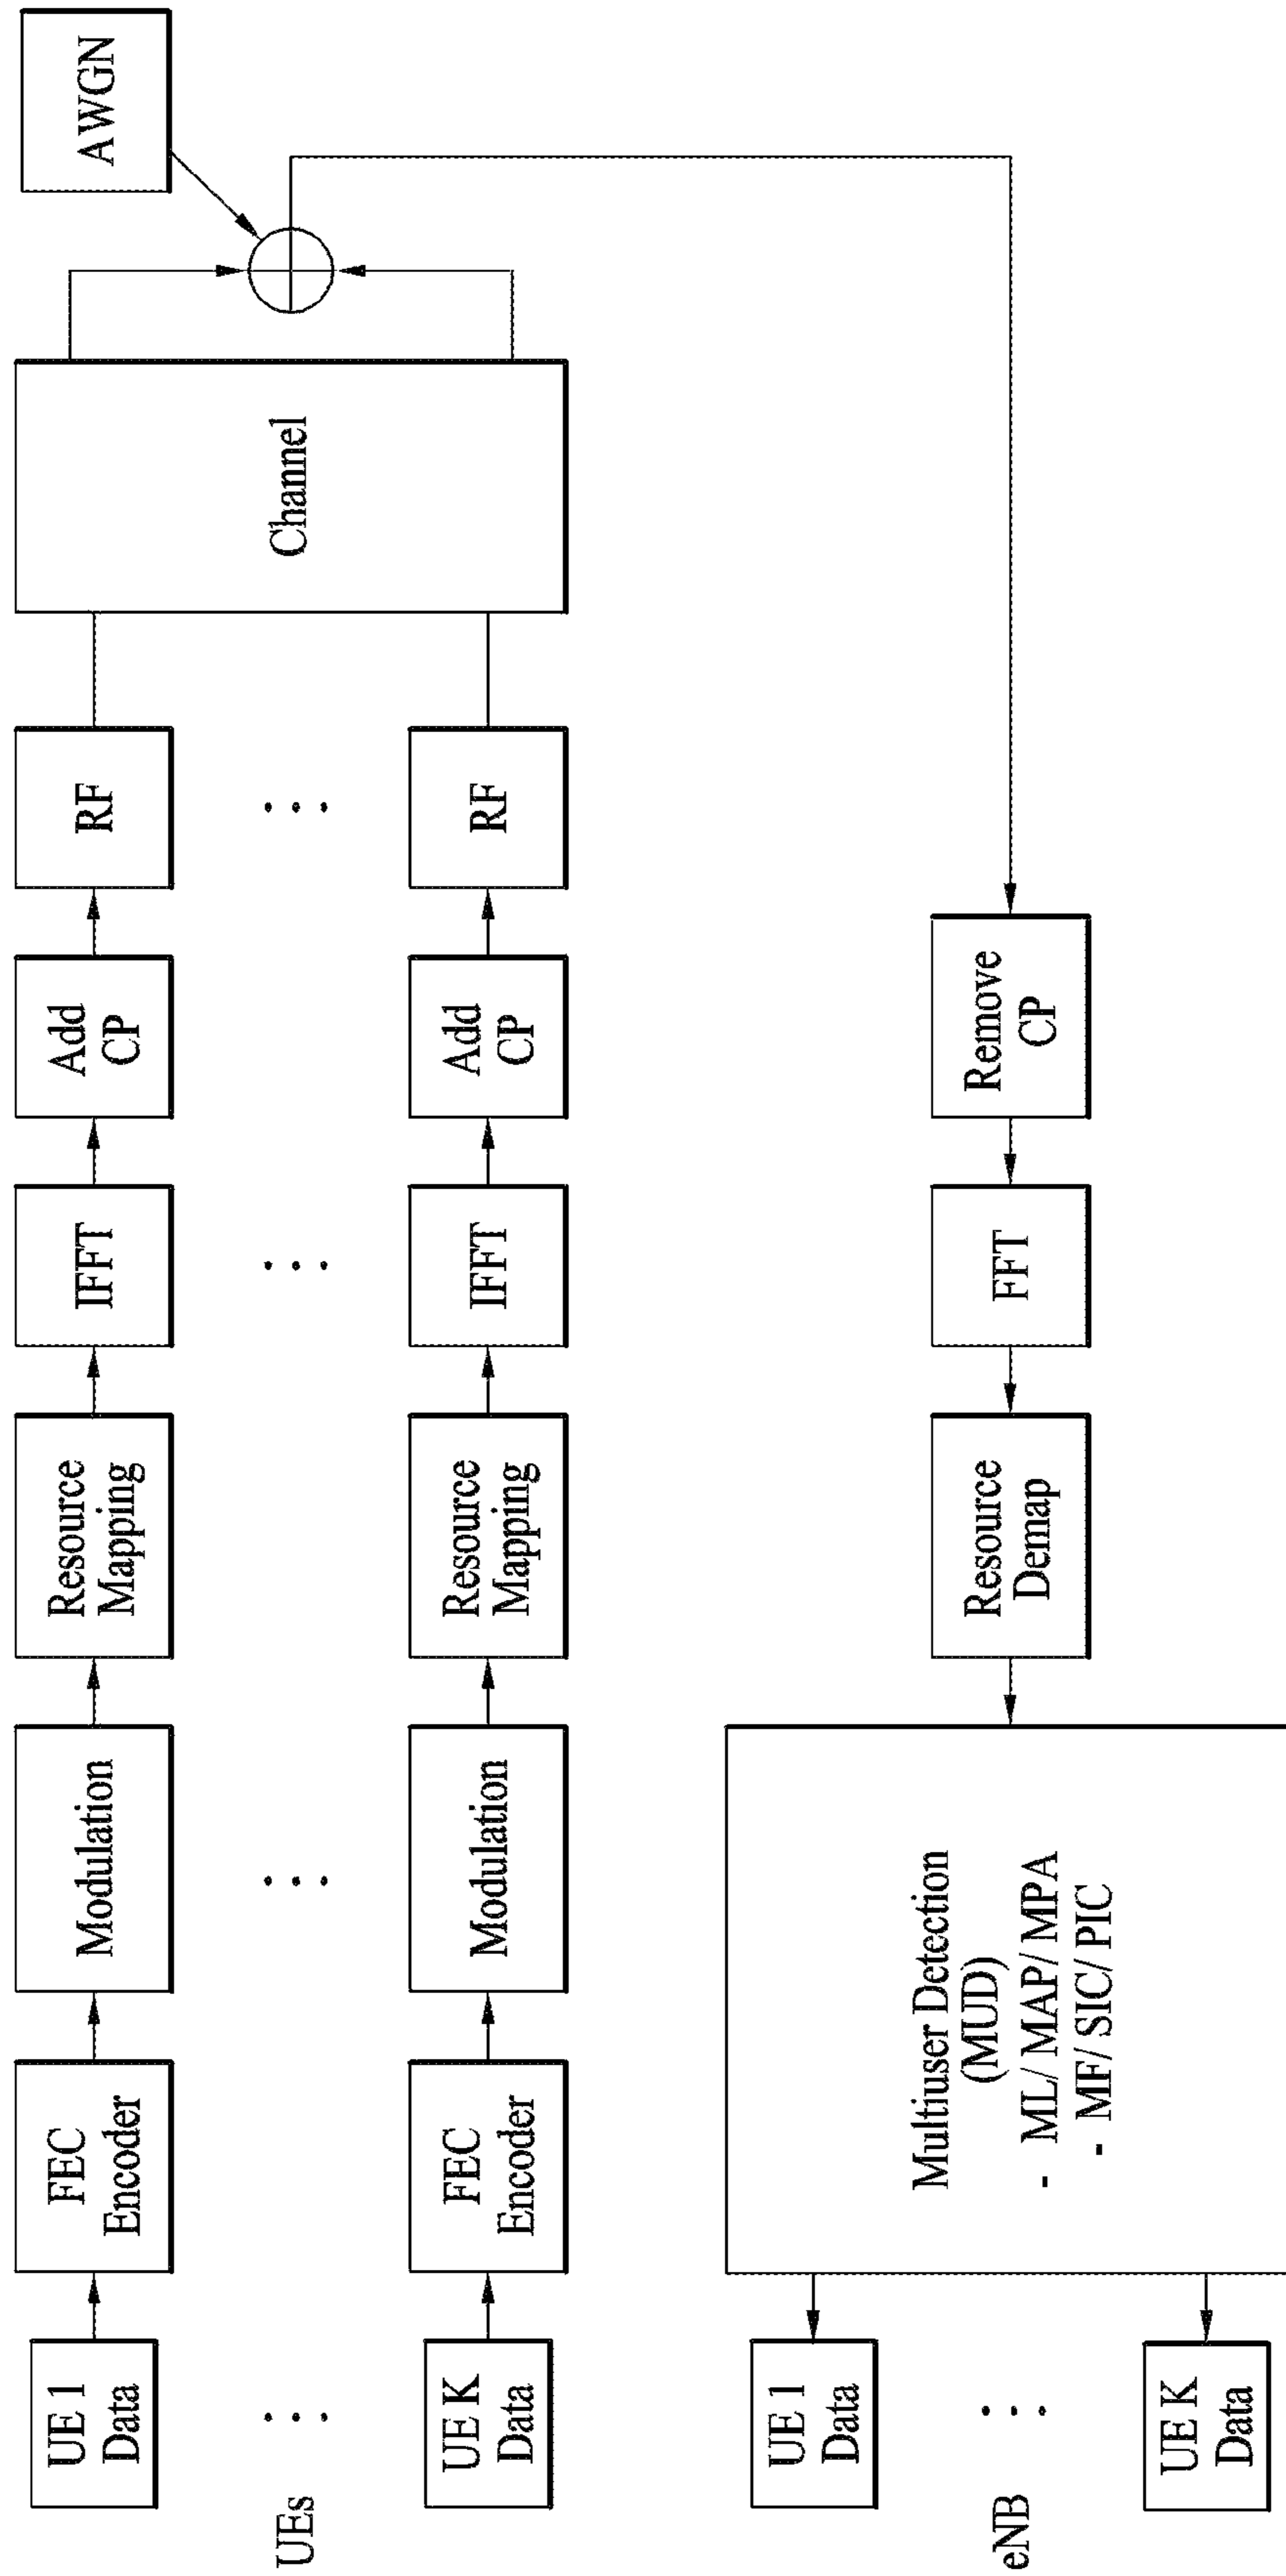 UEs
UE 1
Data
FEC
Encoder
Modulation
Resource
Mapping
IFFT
Add
CP
RF
Channel
AWGN
...
...
...
...
UE K
Data
FEC
Encoder
Modulation
Resource
Mapping
IFFT
Add
CP
RF
eNB
UE 1
Data
...
UE K
Data
Multiuser Detection
(MUD)
- ML/ MAP/ MPA
- MF/ SIC/ PIC
Resource
Demap
FFT
Remove
CP